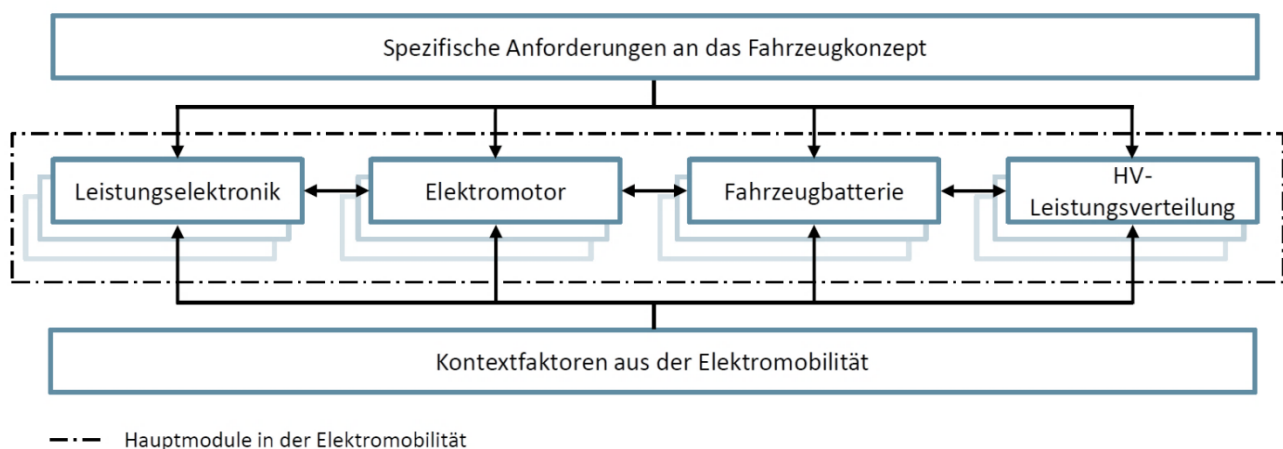 Spezifische Anforderungen an das Fahrzeugkonzept
Leistungselektronik
Elektromotor
Fahrzeugbatterie
HV-
Leistungsverteilung
Kontextfaktoren aus der Elektromobilität
Hauptmodule in der Elektromobilität